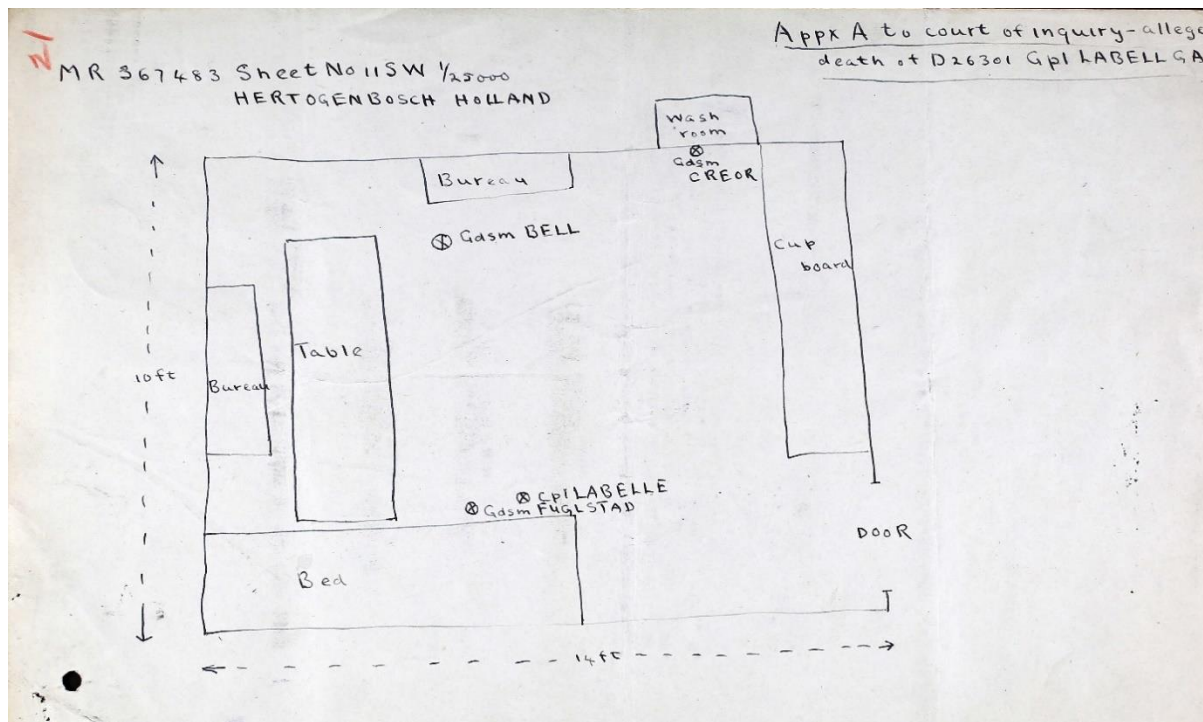 Appx A to court of inquiry-allege
death of D26301 Cpl LABELL GA
MR 367483 Sheet No 11SW 1/25000
HERTOGENBOSCH HOLLAND
Wash
room
Gdsm
CREOR
Bureau
Gdsm BELL
Cup
board
Table
10ft
Bureau
Cpl LABELLE
Gdsm FUGLSTAD
DOOR
Bed
14ft